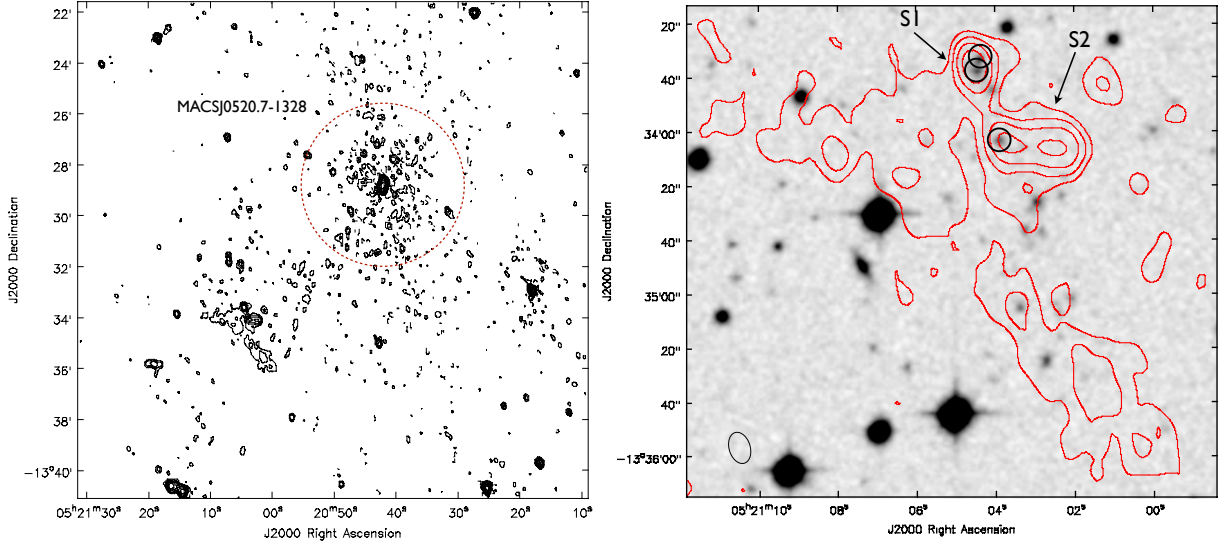 22'
24'
MACSJ0520.7-1328
26'
28'
30'
32'
34'
36'
38'
−13°40'
J2000 Declination
05ʰ21ᵐ30ˢ 20ˢ 10ˢ 00ˢ 20ᵐ50ˢ 40ˢ 30ˢ 20ˢ 10ˢ
J2000 Right Ascension
S1
S2
20"
40"
34'00"
20"
40"
35'00"
20"
40"
−13°36'00"
J2000 Declination
05ʰ21ᵐ10ˢ 08ˢ 06ˢ 04ˢ 02ˢ 00ˢ
J2000 Right Ascension